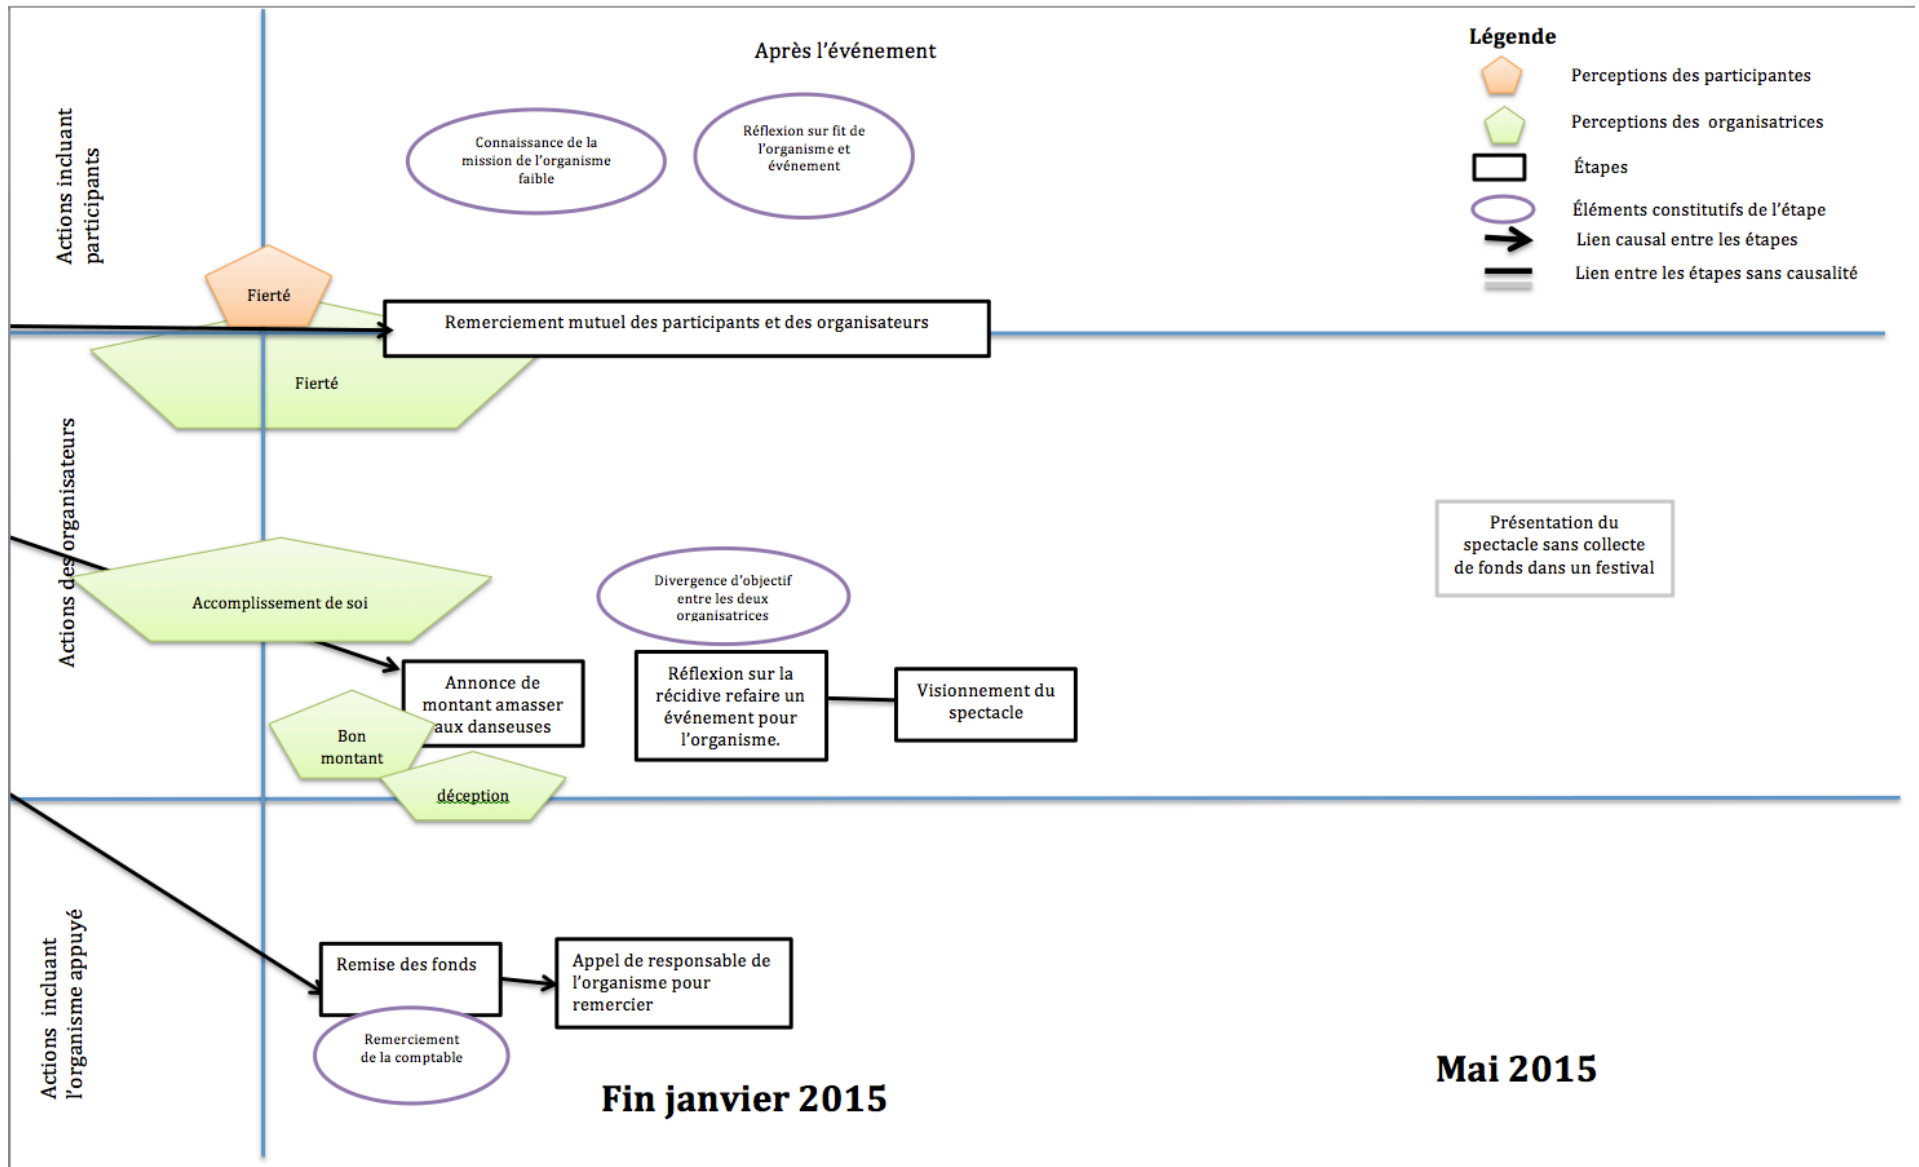 Après l'événement
Légende
Perceptions des participantes
Perceptions des organisatrices
Étapes
Éléments constitutifs de l'étape
Lien causal entre les étapes
Lien entre les étapes sans causalité
Actions incluant
participants
Connaissance de la
mission de l'organisme
faible
Réflexion sur fit de
l'organisme et
événement
Fierté
Remerciement mutuel des participants et des organisateurs
Fierté
Actions des organisateurs
Accomplissement de soi
Divergence d'objectif
entre les deux
organisatrices
Présentation du
spectacle sans collecte
de fonds dans un festival
Annonce de
montant amasser
aux danseuses
Réflexion sur la
récidive refaire un
événement pour
l'organisme.
Visionnement du
spectacle
Bon
montant
déception
Actions incluant
l'organisme appuyé
Remise des fonds
Appel de responsable de
l'organisme pour
remercier
Remerciement
de la comptable
Fin janvier 2015
Mai 2015